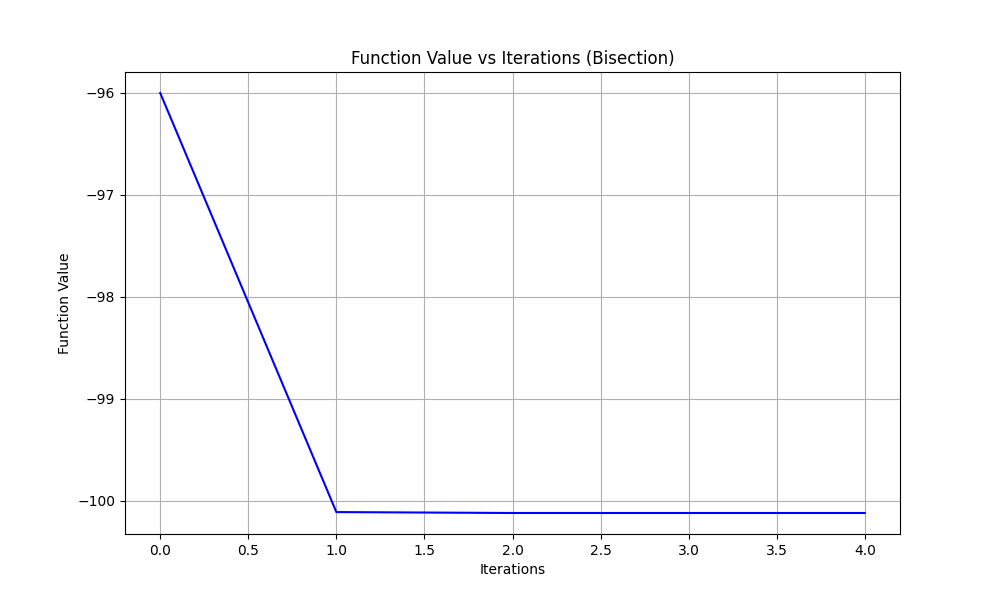 Function Value vs Iterations (Bisection)
−96
−97
−98
−99
−100
Function Value
0.0 0.5 1.0 1.5 2.0 2.5 3.0 3.5 4.0
Iterations